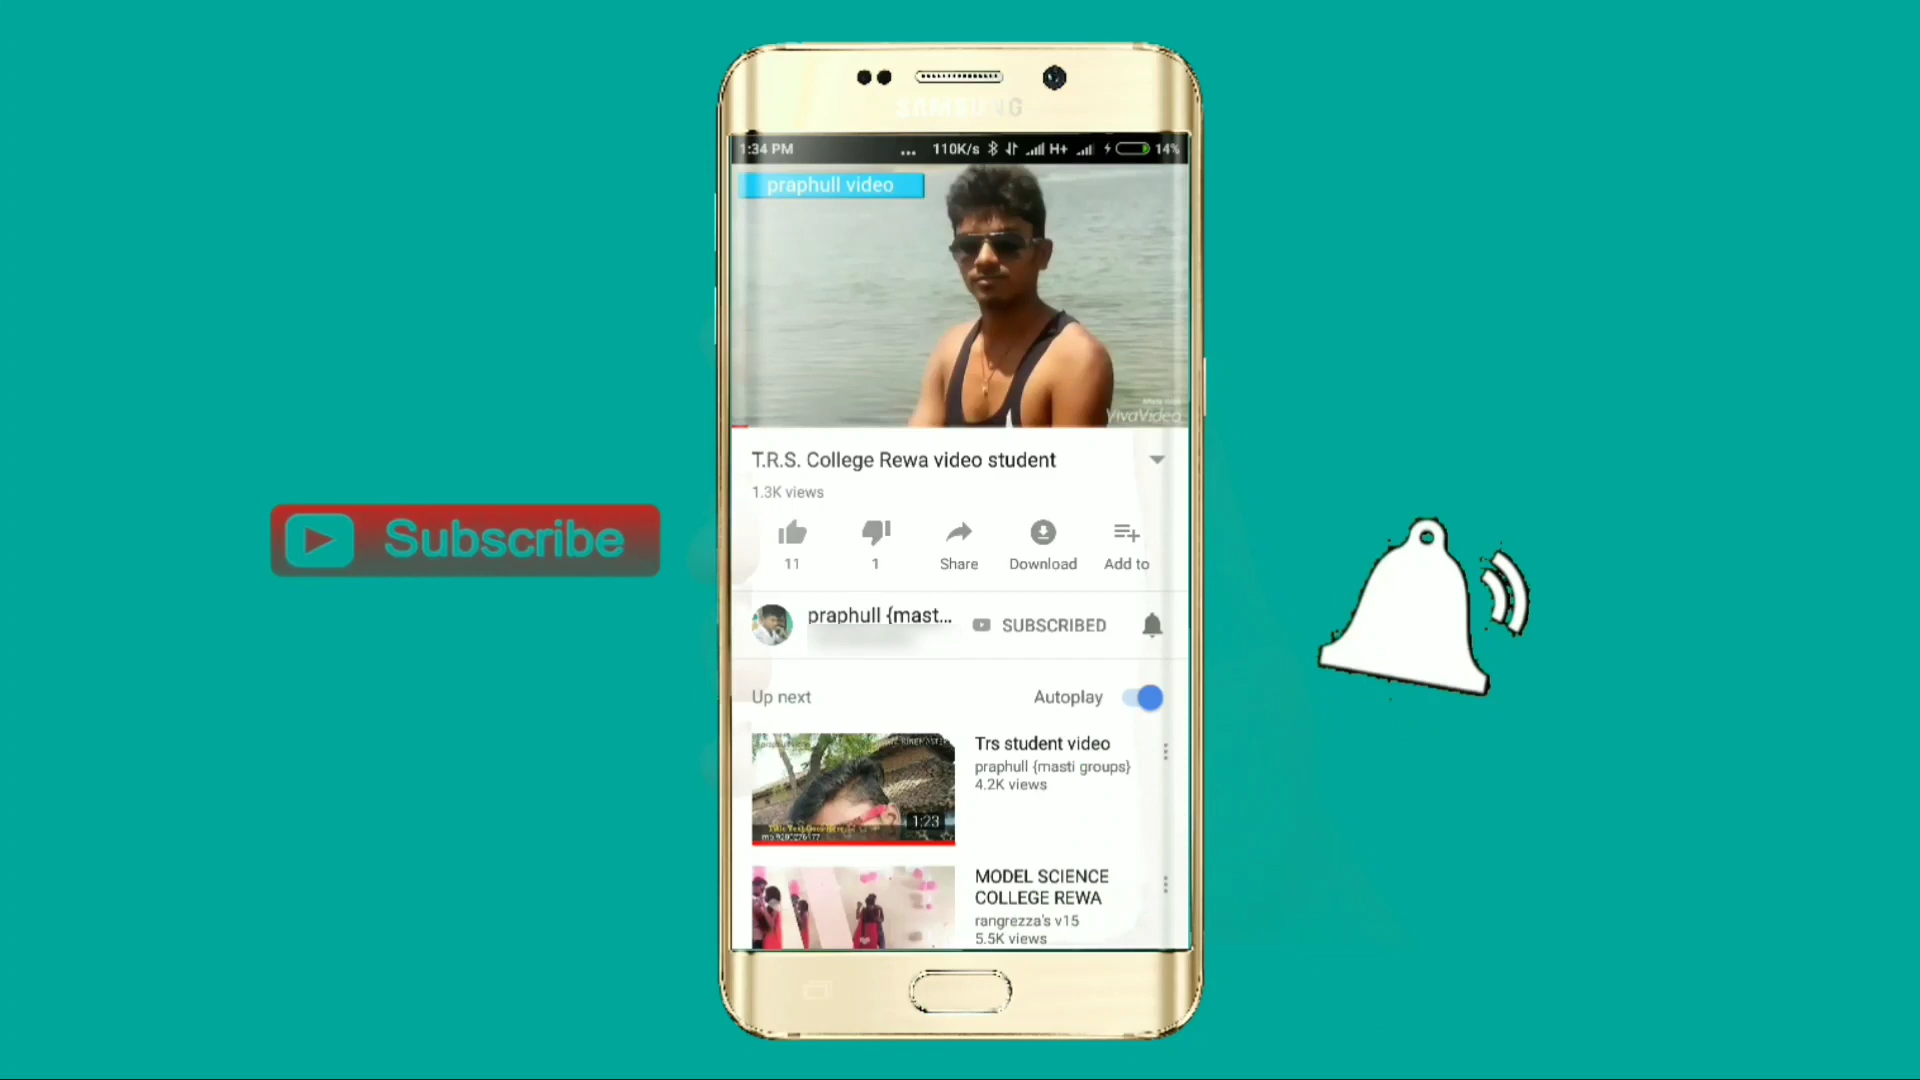 SAMSUNG
1:34 PM ... 110K/s H+ 14%
praphull video
VivaVideo
T.R.S. College Rewa video student
1.3K views
11 1 Share Download Add to
praphull {mast... SUBSCRIBED
Subscribe
Up next Autoplay
Trs student video
praphull {masti groups}
4.2K views
1:23
MODEL SCIENCE
COLLEGE REWA
rangrezza's v15
5.5K views